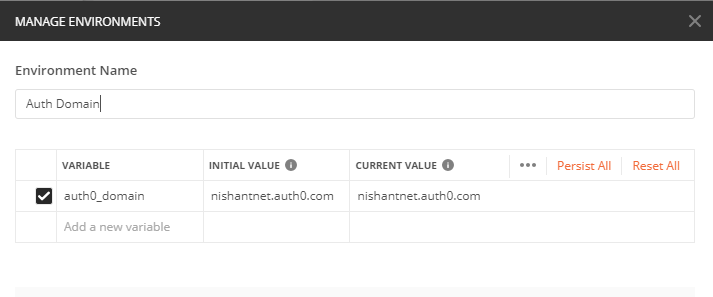 MANAGE ENVIRONMENTS
Environment Name
Auth Domain
VARIABLE INITIAL VALUE CURRENT VALUE Persist All Reset All
auth0_domain nishantnet.auth0.com nishantnet.auth0.com
Add a new variable